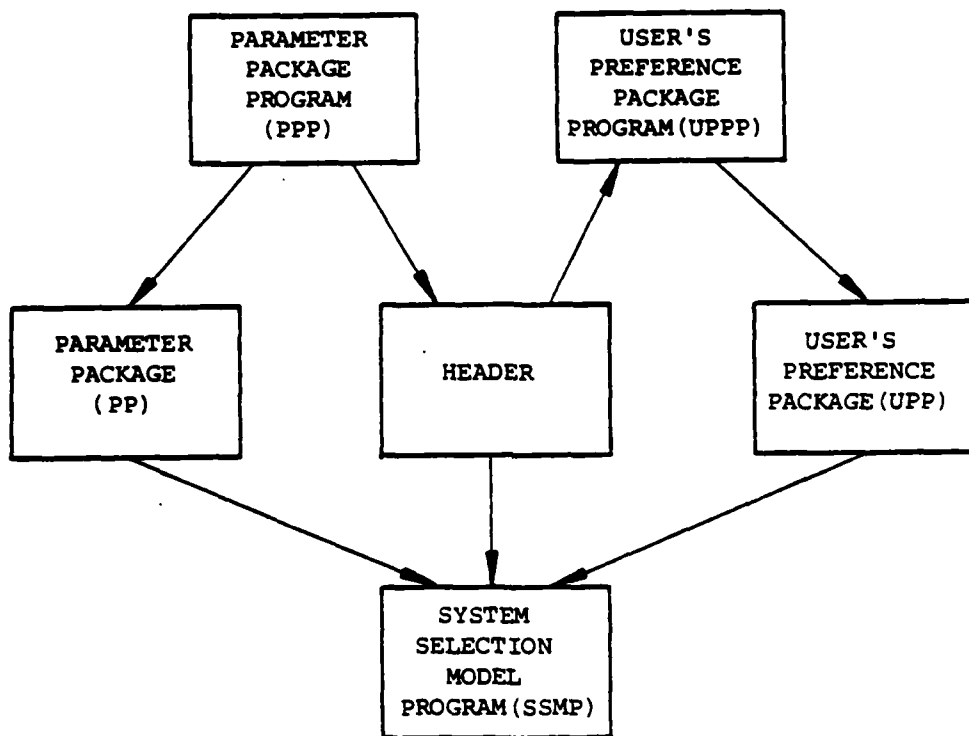 PARAMETER
PACKAGE
PROGRAM
(PPP)
USER'S
PREFERENCE
PACKAGE
PROGRAM(UPPP)
PARAMETER
PACKAGE
(PP)
HEADER
USER'S
PREFERENCE
PACKAGE(UPP)
SYSTEM
SELECTION
MODEL
PROGRAM(SSMP)